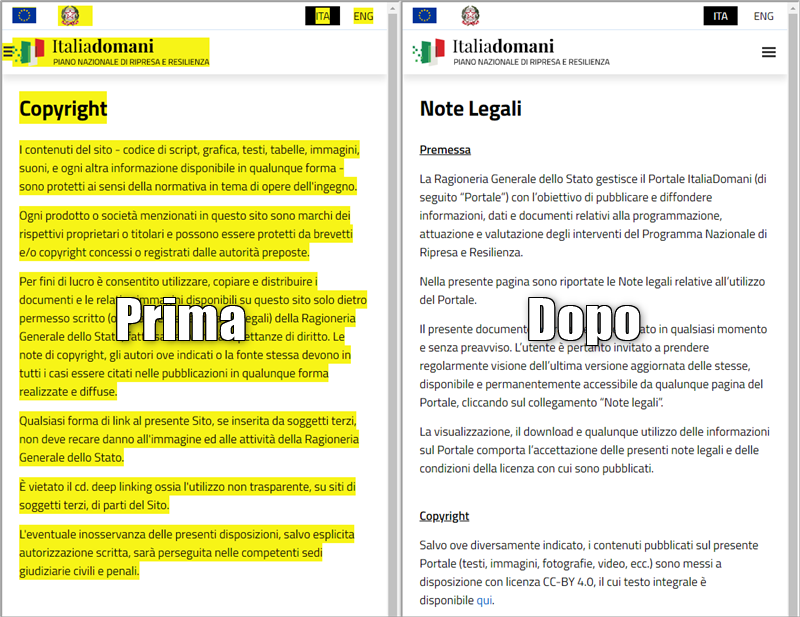 ITA ENG
Italiadomani
PIANO NAZIONALE DI RIPRESA E RESILIENZA
Copyright
I contenuti del sito - codice di script, grafica, testi, tabelle, immagini,
suoni, e ogni altra informazione disponibile in qualunque forma -
sono protetti ai sensi della normativa in tema di opere dell'ingegno.
Ogni prodotto o società menzionati in questo sito sono marchi dei
rispettivi proprietari o titolari e possono essere protetti da brevetti
e/o copyright concessi o registrati dalle autorità preposte.
Per fini di lucro è consentito utilizzare, copiare e distribuire i
documenti e le relative immagini disponibili su questo sito solo dietro
permesso scritto (o egali) della Ragioneria
Generale dello Stato, fatte salve le spettanze di diritto. Le
note di copyright, gli autori ove indicati o la fonte stessa devono in
tutti i casi essere citati nelle pubblicazioni in qualunque forma
realizzate e diffuse.
Prima
Qualsiasi forma di link al presente Sito, se inserita da soggetti terzi,
non deve recare danno all'immagine ed alle attività della Ragioneria
Generale dello Stato.
È vietato il cd. deep linking ossia l'utilizzo non trasparente, su siti di
soggetti terzi, di parti del Sito.
L'eventuale inosservanza delle presenti disposizioni, salvo esplicita
autorizzazione scritta, sarà perseguita nelle competenti sedi
giudiziarie civili e penali.
ITA ENG
Italiadomani
PIANO NAZIONALE DI RIPRESA E RESILIENZA
Note Legali
Premessa
La Ragioneria Generale dello Stato gestisce il Portale ItaliaDomani (di
seguito “Portale”) con l’obiettivo di pubblicare e diffondere
informazioni, dati e documenti relativi alla programmazione,
attuazione e valutazione degli interventi del Programma Nazionale di
Ripresa e Resilienza.
Nella presente pagina sono riportate le Note legali relative all’utilizzo
del Portale.
Il presente documento ato in qualsiasi momento
e senza preavviso. L’utente è pertanto invitato a prendere
regolarmente visione dell’ultima versione aggiornata delle stesse,
disponibile e permanentemente accessibile da qualunque pagina del
Portale, cliccando sul collegamento “Note legali”.
Dopo
La visualizzazione, il download e qualunque utilizzo delle informazioni
sul Portale comporta l’accettazione delle presenti note legali e delle
condizioni della licenza con cui sono pubblicati.
Copyright
Salvo ove diversamente indicato, i contenuti pubblicati sul presente
Portale (testi, immagini, fotografie, video, ecc.) sono messi a
disposizione con licenza CC-BY 4.0, il cui testo integrale è
disponibile qui.